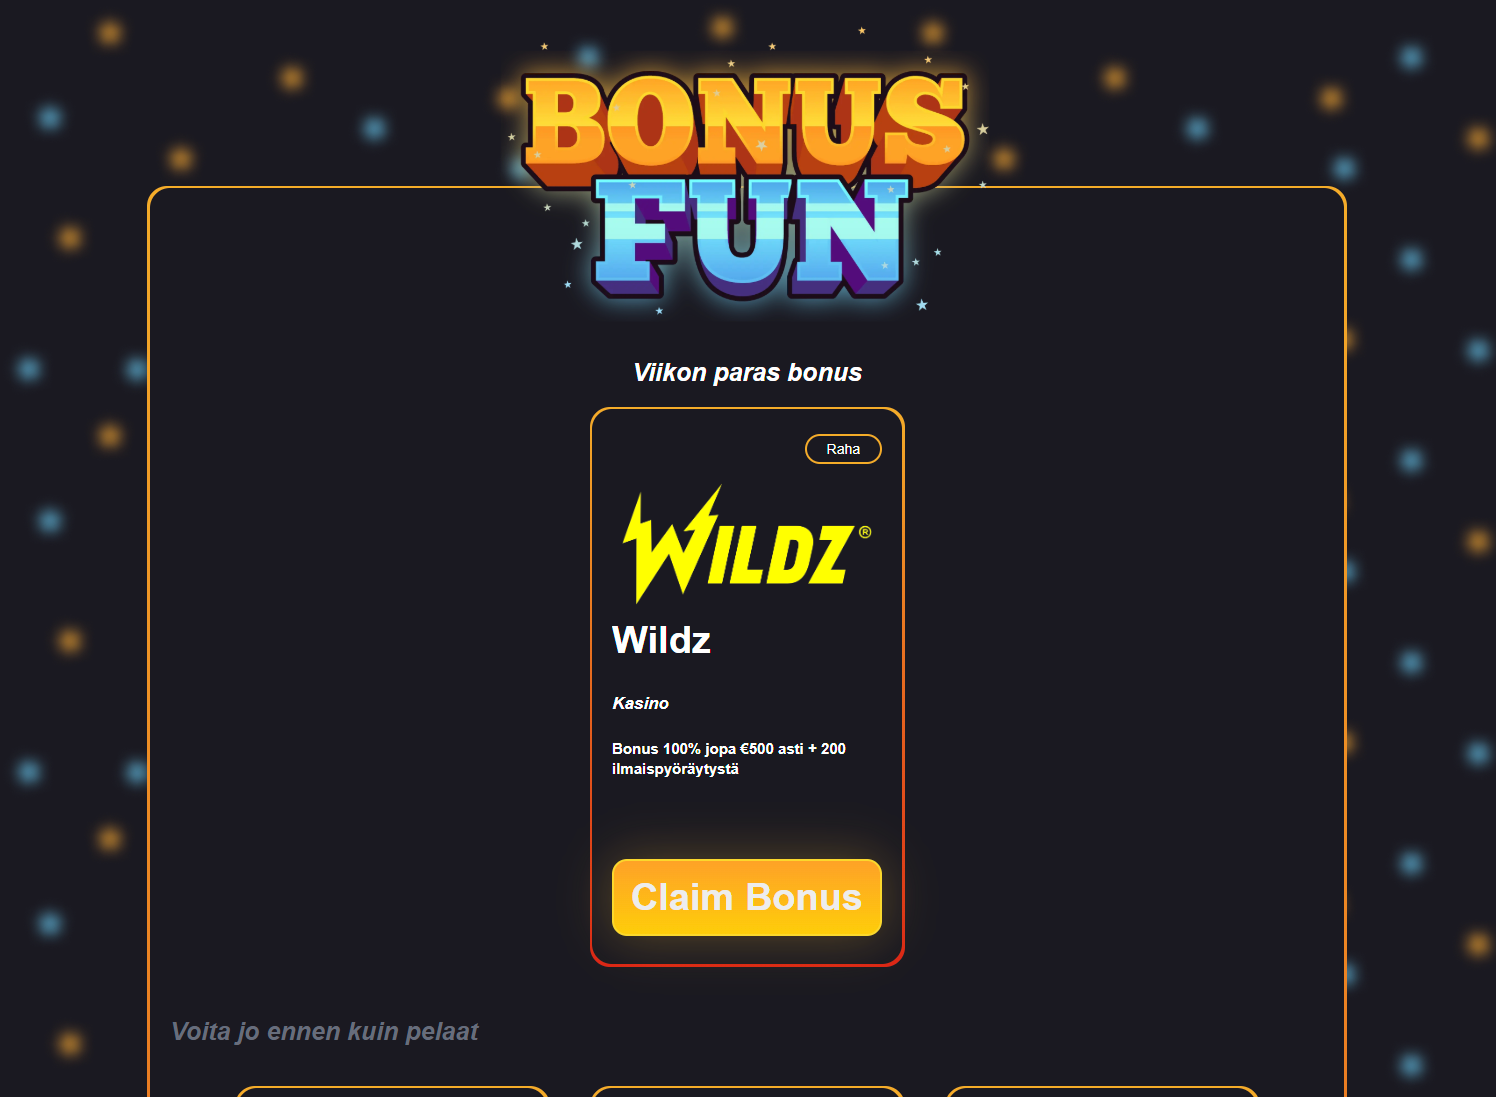 BONUS
FUN
Viikon paras bonus
Raha
WILDZ®
Wildz
Kasino
Bonus 100% jopa €500 asti + 200
ilmaispyöräytystä
Claim Bonus
Voita jo ennen kuin pelaat